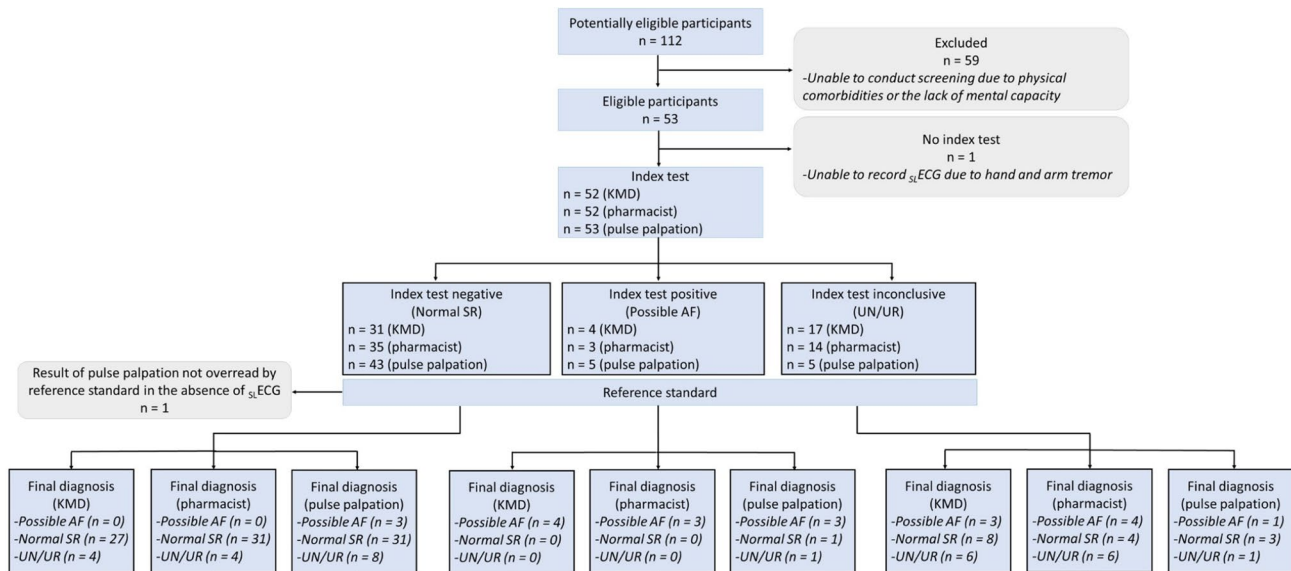 Potentially eligible participants
n = 112
Excluded
n = 59
-Unable to conduct screening due to physical
comorbidities or the lack of mental capacity
Eligible participants
n = 53
No index test
n = 1
-Unable to record SLECG due to hand and arm tremor
Index test
n = 52 (KMD)
n = 52 (pharmacist)
n = 53 (pulse palpation)
Index test negative
(Normal SR)
n = 31 (KMD)
n = 35 (pharmacist)
n = 43 (pulse palpation)
Index test positive
(Possible AF)
n = 4 (KMD)
n = 3 (pharmacist)
n = 5 (pulse palpation)
Index test inconclusive
(UN/UR)
n = 17 (KMD)
n = 14 (pharmacist)
n = 5 (pulse palpation)
Result of pulse palpation not overread by
reference standard in the absence of SLECG
n = 1
Reference standard
Final diagnosis
(KMD)
-Possible AF (n = 0)
-Normal SR (n = 27)
-UN/UR (n = 4)
Final diagnosis
(pharmacist)
-Possible AF (n = 0)
-Normal SR (n = 31)
-UN/UR (n = 4)
Final diagnosis
(pulse palpation)
-Possible AF (n = 3)
-Normal SR (n = 31)
-UN/UR (n = 8)
Final diagnosis
(KMD)
-Possible AF (n = 4)
-Normal SR (n = 0)
-UN/UR (n = 0)
Final diagnosis
(pharmacist)
-Possible AF (n = 3)
-Normal SR (n = 0)
-UN/UR (n = 0)
Final diagnosis
(pulse palpation)
-Possible AF (n = 3)
-Normal SR (n = 1)
-UN/UR (n = 1)
Final diagnosis
(KMD)
-Possible AF (n = 3)
-Normal SR (n = 8)
-UN/UR (n = 6)
Final diagnosis
(pharmacist)
-Possible AF (n = 4)
-Normal SR (n = 4)
-UN/UR (n = 6)
Final diagnosis
(pulse palpation)
-Possible AF (n = 1)
-Normal SR (n = 3)
-UN/UR (n = 1)